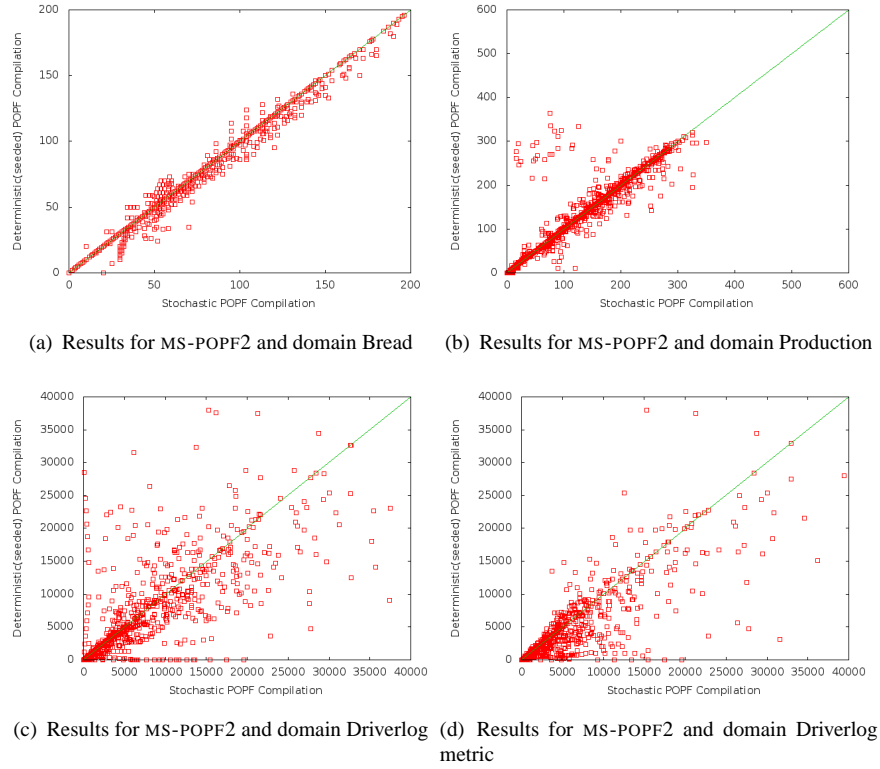 200
150
100
50
0
0 50 100 150 200
Deterministic(seeded) POPF Compilation
Stochastic POPF Compilation
(a) Results for MS-POPF2 and domain Bread
600
500
400
300
200
100
0
0 100 200 300 400 500 600
Deterministic(seeded) POPF Compilation
Stochastic POPF Compilation
(b) Results for MS-POPF2 and domain Production
40000
35000
30000
25000
20000
15000
10000
5000
0
0 5000 10000 15000 20000 25000 30000 35000 40000
Deterministic(seeded) POPF Compilation
Stochastic POPF Compilation
(c) Results for MS-POPF2 and domain Driverlog
40000
35000
30000
25000
20000
15000
10000
5000
0
0 5000 10000 15000 20000 25000 30000 35000 40000
Deterministic(seeded) POPF Compilation
Stochastic POPF Compilation
(d) Results for MS-POPF2 and domain Driverlog
metric